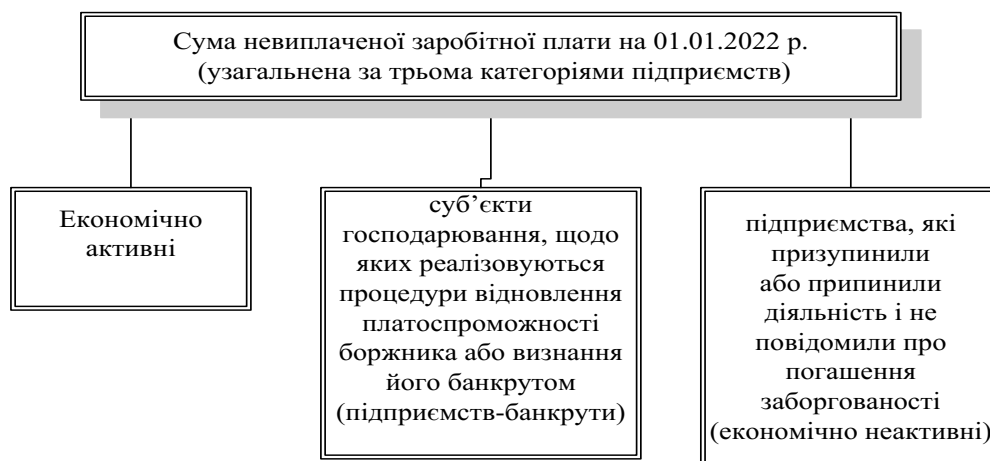 Сума невиплаченої заробітної плати на 01.01.2022 р.
(узагальнена за трьома категоріями підприємств)
Економічно
активні
суб’єкти
господарювання, щодо
яких реалізовуються
процедури відновлення
платоспроможності
боржника або визнання
його банкрутом
(підприємств-банкрути)
підприємства, які
призупинили
або припинили
діяльність і не
повідомили про
погашення
заборгованості
(економічно неактивні)